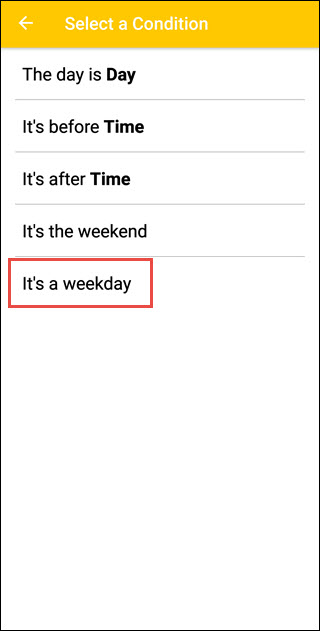 Select a Condition
The day is Day
It's before Time
It's after Time
It's the weekend
It's a weekday